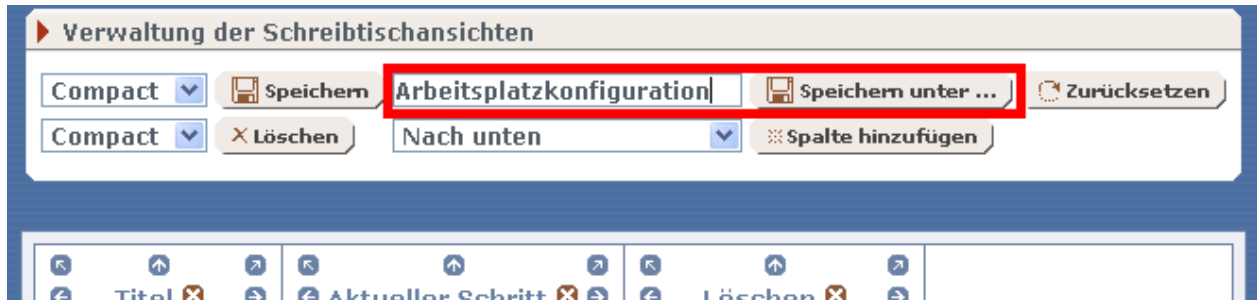 Verwaltung der Schreibtischansichten
Compact Speichern Arbeitsplatzkonfiguration Speichern unter ... Zurücksetzen
Compact Löschen Nach unten Spalte hinzufügen
Titel Aktueller Schritt Löschen